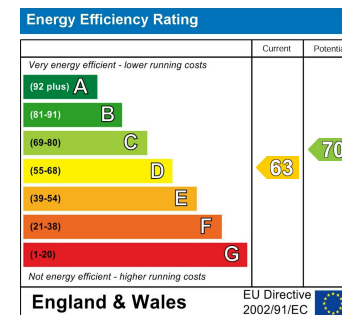 Energy Efficiency Rating
Current Potentia
Very energy efficient - lower running costs
(92 plus) A
(81-91) B
(69-80) C
(55-68) D
(39-54) E
(21-38) F
(1-20) G
63
70
Not energy efficient - higher running costs
England & Wales
EU Directive
2002/91/EC